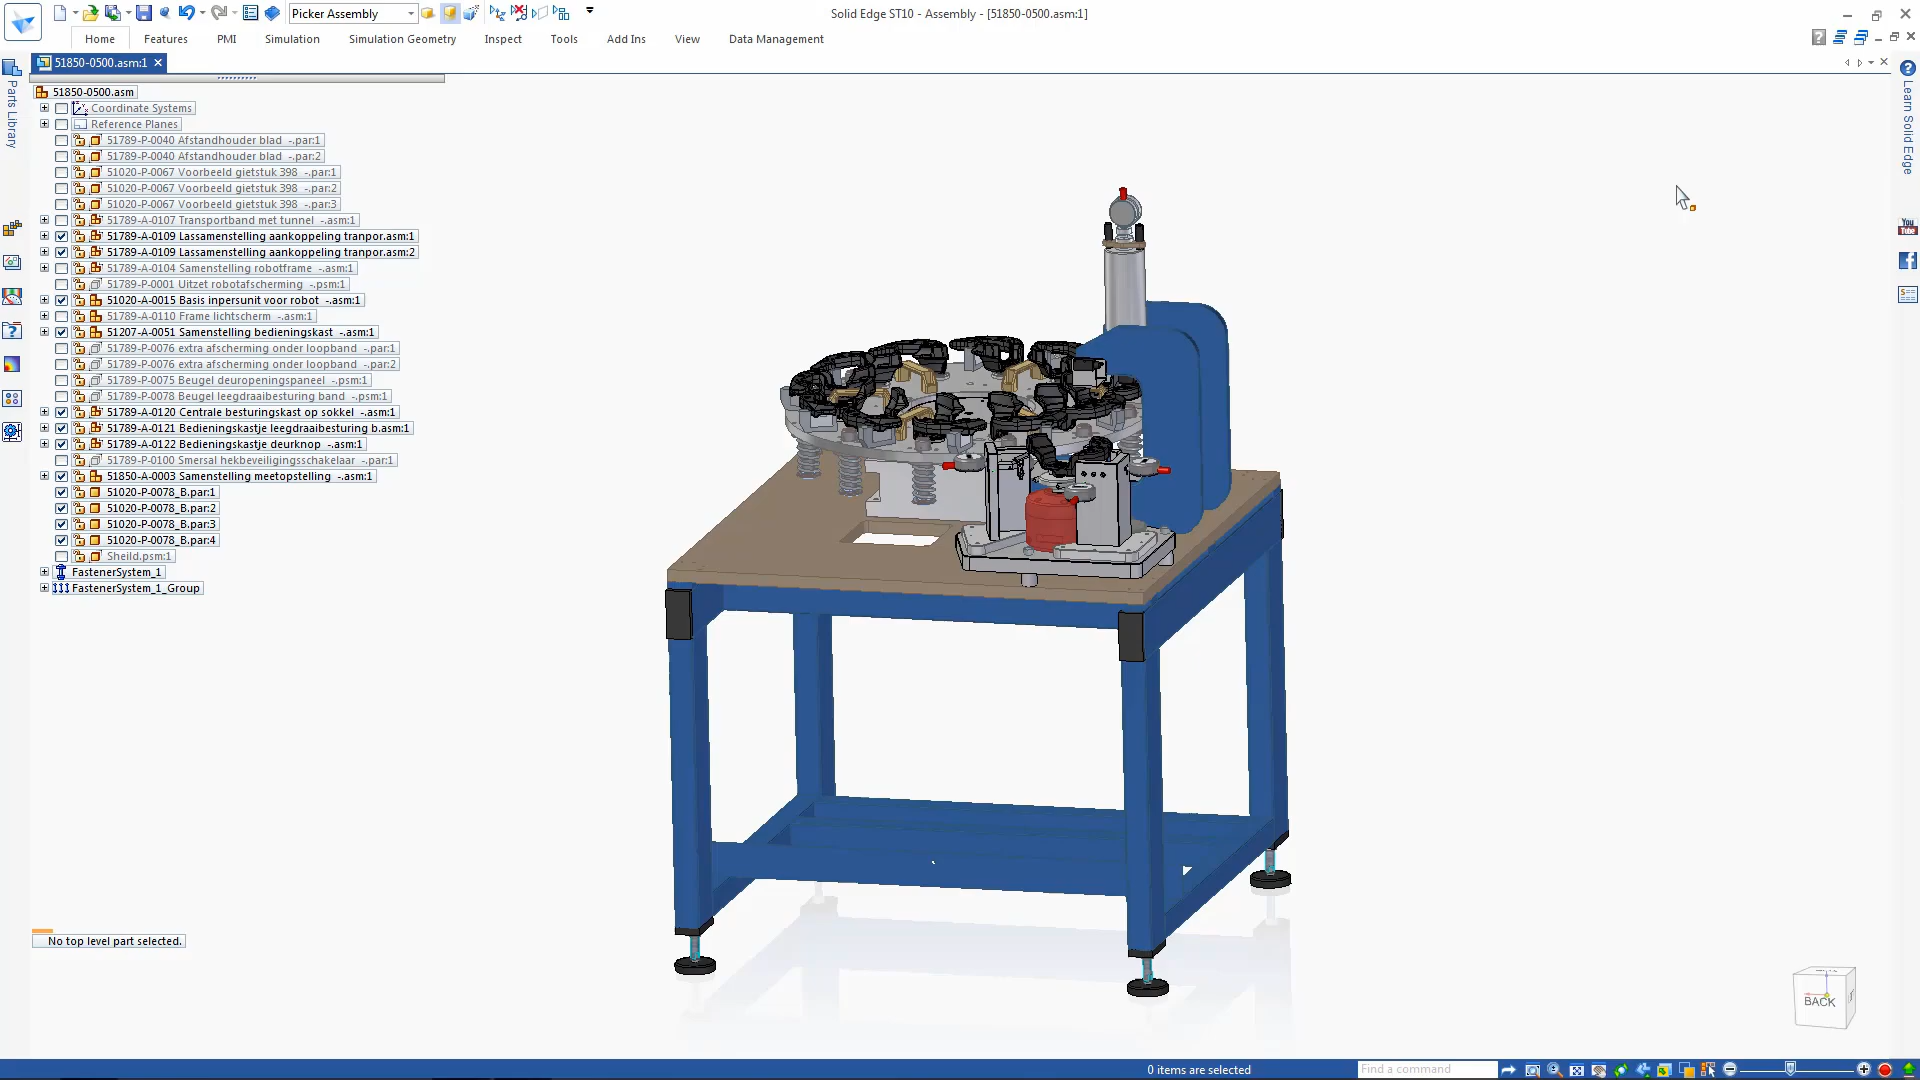 Picker Assembly
Solid Edge ST10 - Assembly - [51850-0500.asm:1]
Home Features PMI Simulation Simulation Geometry Inspect Tools Add Ins View Data Management
51850-0500.asm:1
51850-0500.asm
Coordinate Systems
Reference Planes
51789-P-0040 Afstandhouder blad -.par:1
51789-P-0040 Afstandhouder blad -.par:2
51020-P-0067 Voorbeeld gietstuk 398 -.par:1
51020-P-0067 Voorbeeld gietstuk 398 -.par:2
51020-P-0067 Voorbeeld gietstuk 398 -.par:3
51789-A-0107 Transportband met tunnel -.asm:1
51789-A-0109 Lassamenstelling aankoppeling tranpor.asm:1
51789-A-0109 Lassamenstelling aankoppeling tranpor.asm:2
51789-A-0104 Samenstelling robotframe -.asm:1
51789-P-0001 Uitzet robotafscherming -.psm:1
51020-A-0015 Basis inpersunit voor robot -.asm:1
51789-A-0110 Frame lichtscherm -.asm:1
51207-A-0051 Samenstelling bedieningskast -.asm:1
51789-P-0076 extra afscherming onder loopband -.par:1
51789-P-0076 extra afscherming onder loopband -.par:2
51789-P-0075 Beugel deuropeningspaneel -.psm:1
51789-P-0078 Beugel leegdraaibesturing band -.psm:1
51789-A-0120 Centrale besturingskast op sokkel -.asm:1
51789-A-0121 Bedieningskastje leegdraaibesturing b.asm:1
51789-A-0122 Bedieningskastje deurknop -.asm:1
51789-P-0100 Smersal hekbeveiligingsschakelaar -.par:1
51850-A-0003 Samenstelling meetopstelling -.asm:1
51020-P-0078_B.par:1
51020-P-0078_B.par:2
51020-P-0078_B.par:3
51020-P-0078_B.par:4
Sheild.psm:1
FastenerSystem_1
FastenerSystem_1_Group
No top level part selected.
Parts Library
Learn Solid Edge
You
Tube
BACK
0 items are selected
Find a command